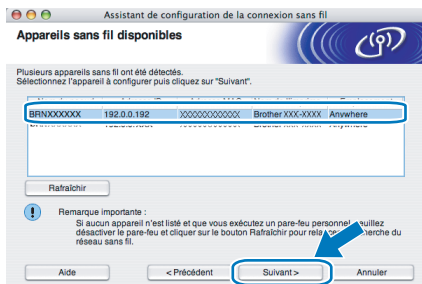 Assistant de configuration de la connexion sans fil
Appareils sans fil disponibles
Plusieurs appareils sans fil ont été détectés.
Sélectionnez l'appareil à configurer puis cliquez sur "Suivant".
BRNXXXXXX 192.0.0.192 XXXXXXXXXXXX Brother XXX-XXXX Anywhere
Rafraîchir
Remarque importante :
Si aucun appareil n'est listé et que vous exécutez un pare-feu personnel, veuillez
désactiver le pare-feu et cliquer sur le bouton Rafraîchir pour relancer recherche du
réseau sans fil.
Aide < Précédent Suivant > Annuler